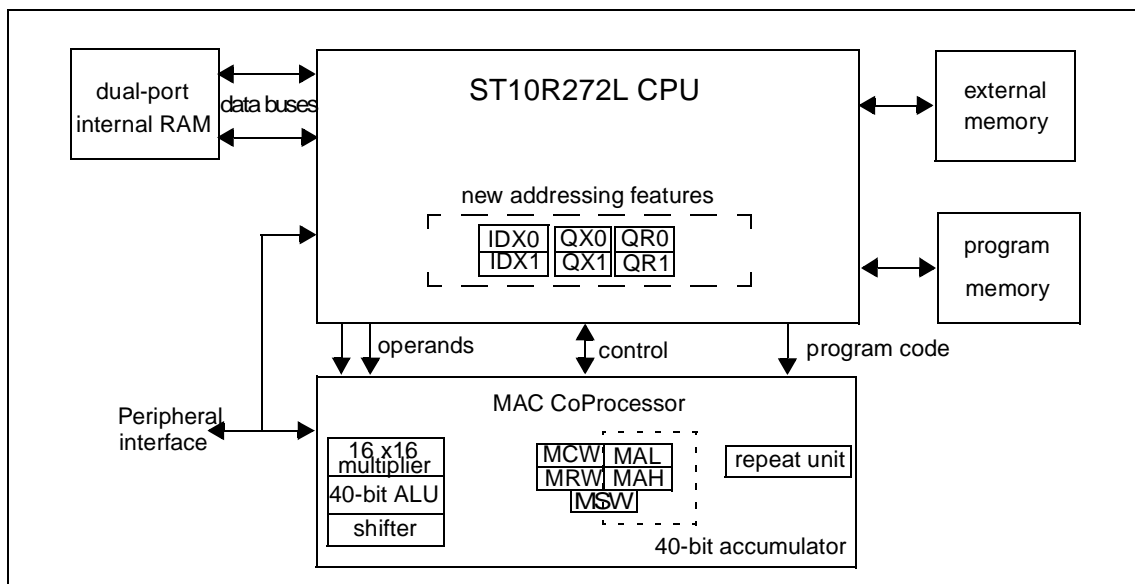 dual-port
internal RAM
data buses
ST10R272L CPU
external
memory
new addressing features
IDX0 QX0 QR0
IDX1 QX1 QR1
program
memory
operands
control
program code
Peripheral
interface
MAC CoProcessor
16 x16
multiplier
40-bit ALU
shifter
MCW MAL
MRW MAH
MSW
repeat unit
40-bit accumulator